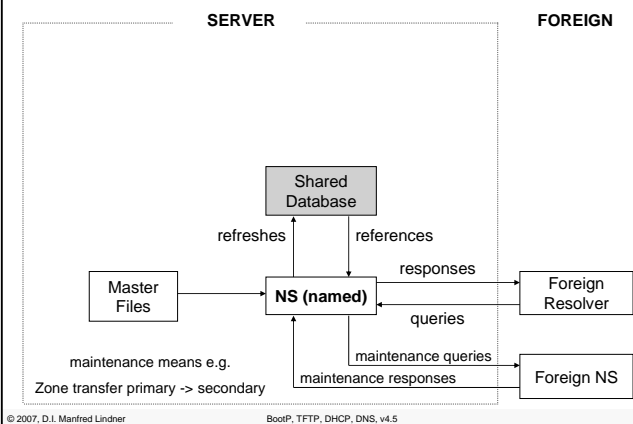 SERVER
FOREIGN
Shared
Database
refreshes
references
responses
Master
Files
NS (named)
Foreign
Resolver
queries
maintenance means e.g.
Zone transfer primary -> secondary
maintenance queries
maintenance responses
Foreign NS
© 2007, D.I. Manfred Lindner
BootP, TFTP, DHCP, DNS, v4.5